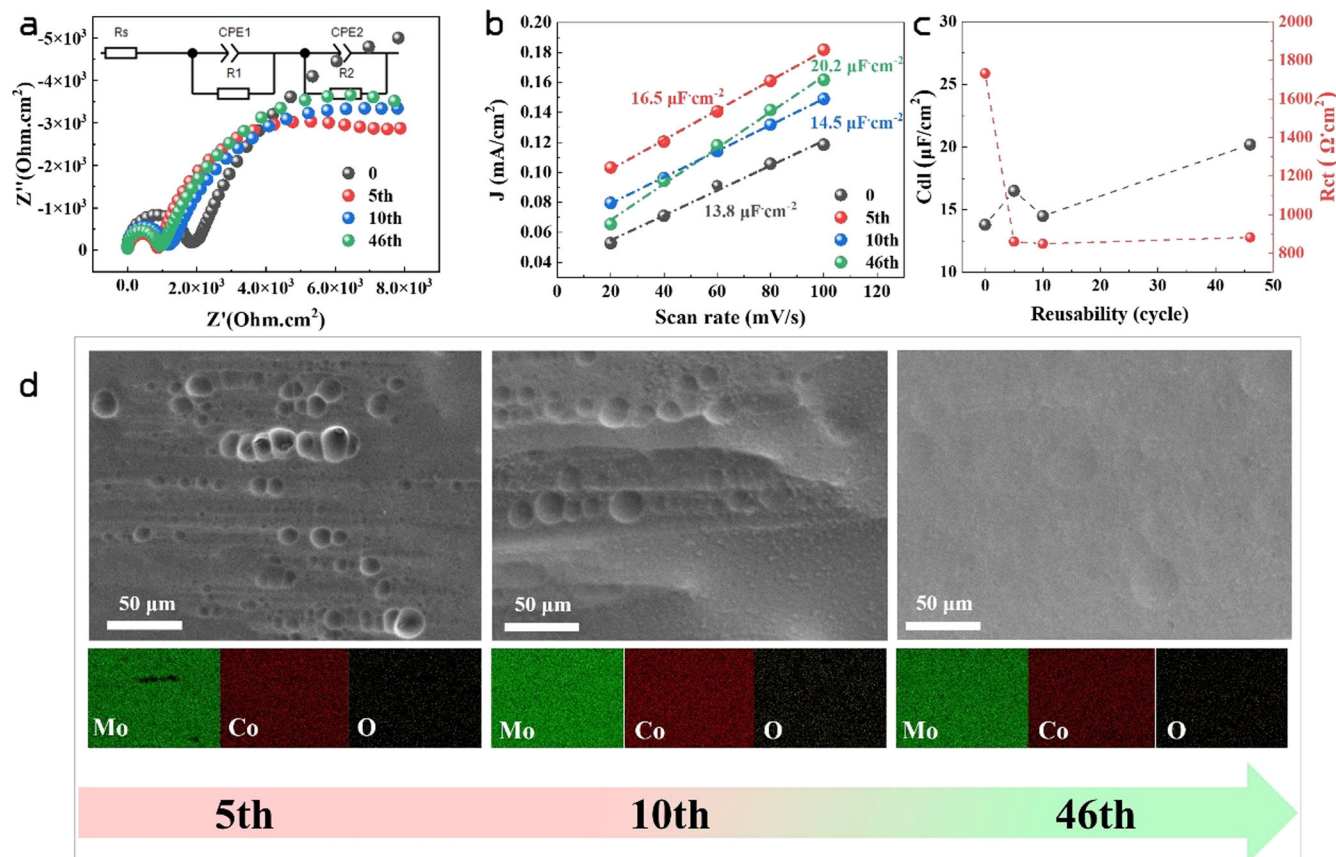 a
Rs
CPE1
CPE2
R1
R2
-5×10³
-4×10³
-3×10³
-2×10³
-1×10³
0
Z''(Ohm.cm²)
0
5th
10th
46th
0.0
2.0×10³
4.0×10³
6.0×10³
8.0×10³
Z'(Ohm.cm²)
b
0.20
0.18
0.16
0.14
0.12
0.10
0.08
0.06
0.04
J (mA/cm²)
16.5 μF·cm⁻²
20.2 μF·cm⁻²
14.5 μF·cm⁻²
13.8 μF·cm⁻²
0
5th
10th
46th
20 40 60 80 100 120
Scan rate (mV/s)
c
30
25
20
15
10
Cdl (μF/cm²)
2000
1800
1600
1400
1200
1000
800
Rct( Ω·cm²)
0 10 20 30 40 50
Reusability (cycle)
d
50 μm
50 μm
50 μm
Mo Co O
Mo Co O
Mo Co O
5th 10th 46th